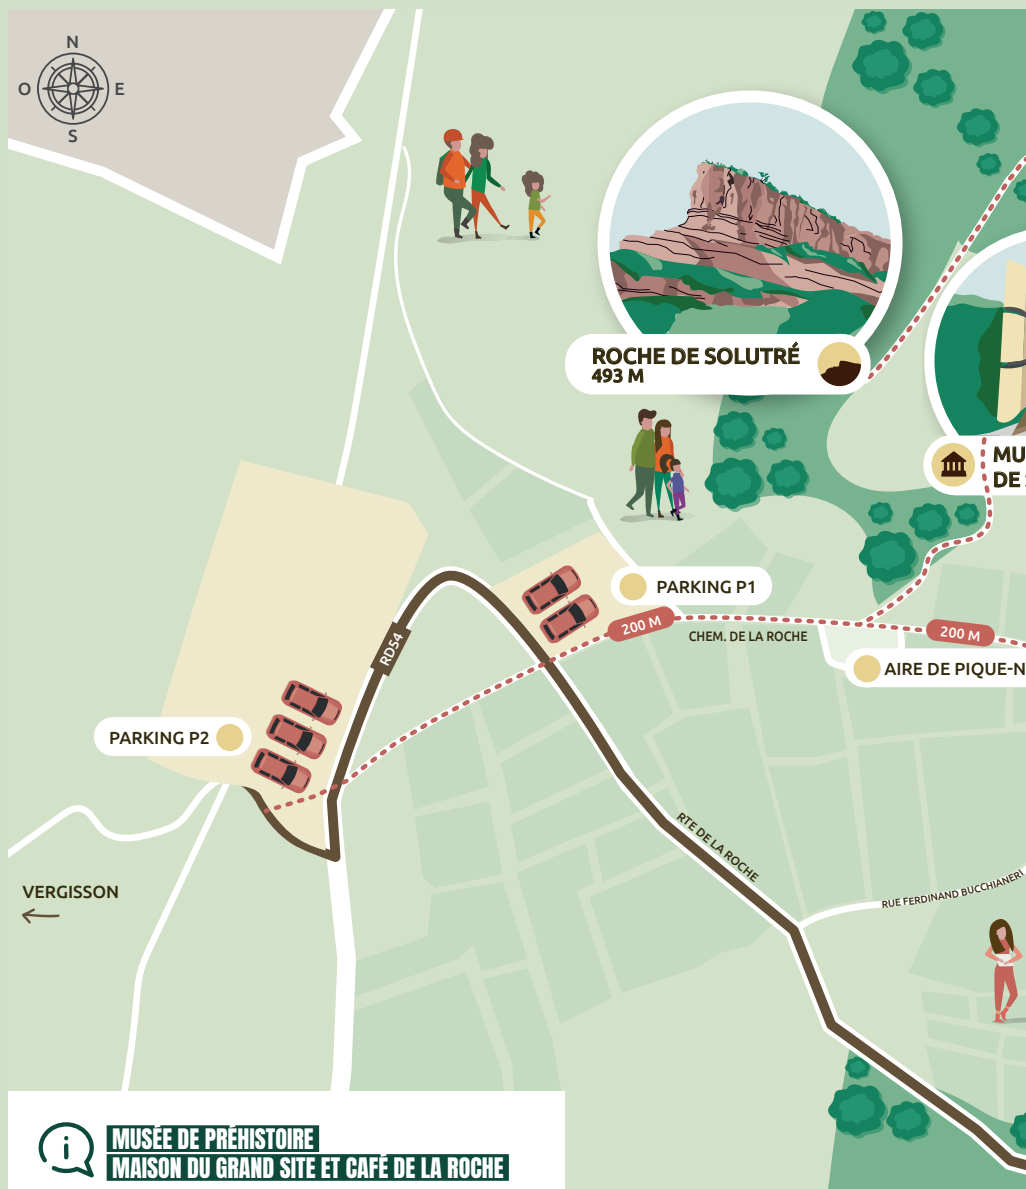 N
O
E
S
ROCHE DE SOLUTRÉ
493 M
MU
DE
PARKING P1
200 M
CHEM. DE LA ROCHE
200 M
AIRE DE PIQUE-N
RD54
PARKING P2
RTE DE LA ROCHE
RUE FERDINAND BUCCHIANERI
VERGISSON
i
MUSÉE DE PRÉHISTOIRE
MAISON DU GRAND SITE ET CAFÉ DE LA ROCHE